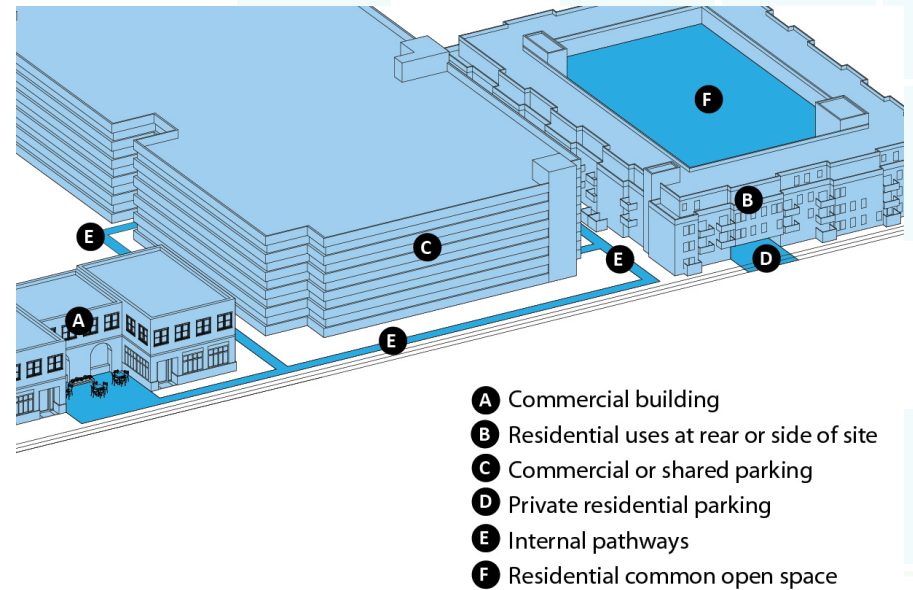 F
B
E
C
D
E
A
E
A Commercial building
B Residential uses at rear or side of site
C Commercial or shared parking
D Private residential parking
E Internal pathways
F Residential common open space